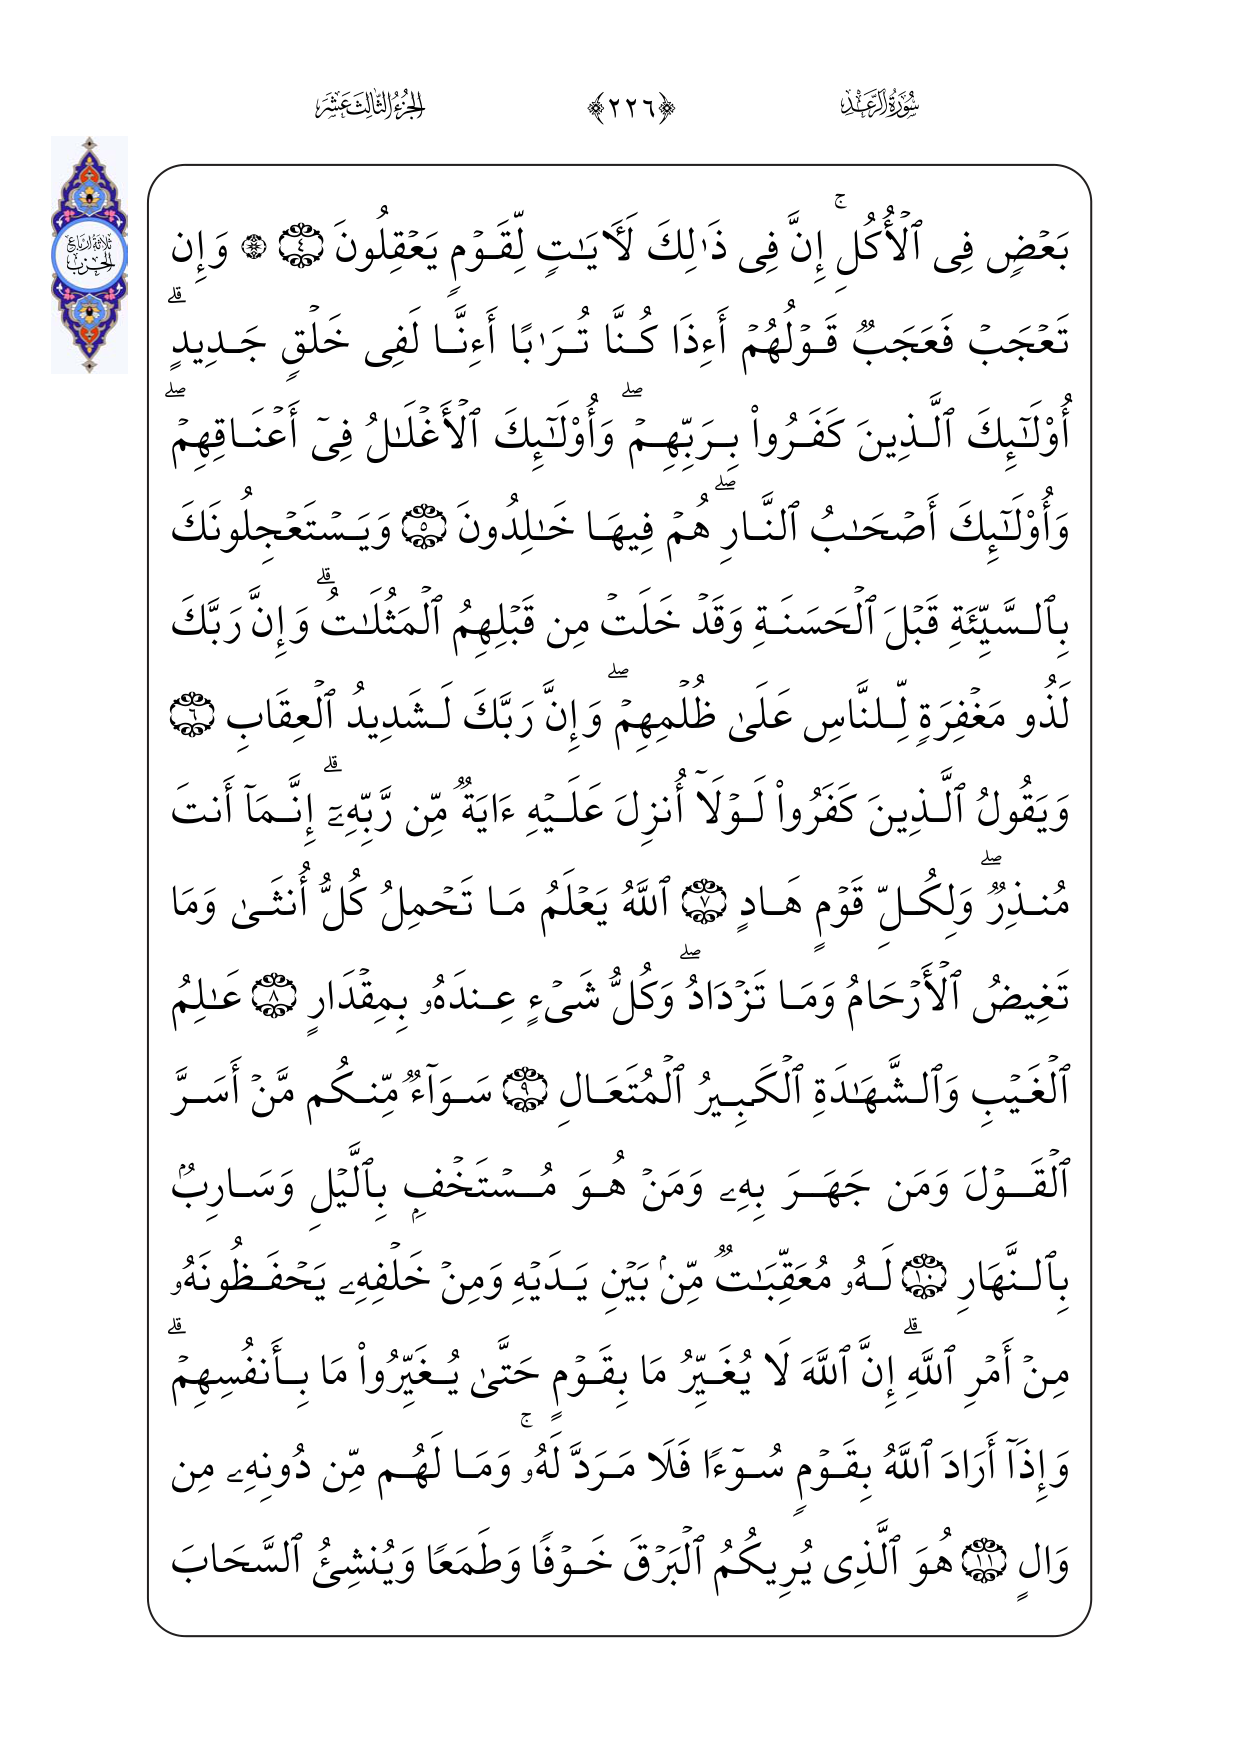 سُورَةُ الرَّعْدِ ﴿٢٢٦﴾ الجُزْءُ الثَّالِثَ عَشَرَ
ثَلَاثَةُ أَرْبَاعِ
الحِزْبِ
بَعۡضٍ فِى ٱلۡأُكُلِۚ إِنَّ فِى ذَٰلِكَ لَأٓيَـٰتٍ لِّقَوۡمٍ يَعۡقِلُونَ ٤ ۞ وَإِن
تَعۡجَبۡ فَعَجَبٌ قَوۡلُهُمۡ أَءِذَا كُنَّا تُرَٰبًا أَءِنَّا لَفِى خَلۡقٍ جَدِيدٍۗ
أُوْلَـٰٓئِكَ ٱلَّذِينَ كَفَرُواْ بِرَبِّهِمۡۖ وَأُوْلَـٰٓئِكَ ٱلۡأَغۡلَـٰلُ فِىٓ أَعۡنَاقِهِمۡۖ
وَأُوْلَـٰٓئِكَ أَصۡحَـٰبُ ٱلنَّارِۖ هُمۡ فِيهَا خَـٰلِدُونَ ٥ وَيَسۡتَعۡجِلُونَكَ
بِٱلسَّيِّئَةِ قَبۡلَ ٱلۡحَسَنَةِ وَقَدۡ خَلَتۡ مِن قَبۡلِهِمُ ٱلۡمَثُلَـٰتُۗ وَإِنَّ رَبَّكَ
لَذُو مَغۡفِرَةٍ لِّلنَّاسِ عَلَىٰ ظُلۡمِهِمۡۖ وَإِنَّ رَبَّكَ لَشَدِيدُ ٱلۡعِقَابِ ٦
وَيَقُولُ ٱلَّذِينَ كَفَرُواْ لَوۡلَآ أُنزِلَ عَلَيۡهِ ءَايَةٌ مِّن رَّبِّهِۦٓۗ إِنَّمَآ أَنتَ
مُنذِرٌۖ وَلِكُلِّ قَوۡمٍ هَادٍ ٧ ٱللَّهُ يَعۡلَمُ مَا تَحۡمِلُ كُلُّ أُنثَىٰ وَمَا
تَغِيضُ ٱلۡأَرۡحَامُ وَمَا تَزۡدَادُۖ وَكُلُّ شَىۡءٍ عِندَهُۥ بِمِقۡدَارٍ ٨ عَـٰلِمُ
ٱلۡغَيۡبِ وَٱلشَّهَـٰدَةِ ٱلۡكَبِيرُ ٱلۡمُتَعَالِ ٩ سَوَآءٌ مِّنكُم مَّنۡ أَسَرَّ
ٱلۡقَوۡلَ وَمَن جَهَرَ بِهِۦ وَمَنۡ هُوَ مُسۡتَخۡفِۭ بِٱلَّيۡلِ وَسَارِبُۢ
بِٱلنَّهَارِ ١٠ لَهُۥ مُعَقِّبَـٰتٌ مِّنۢ بَيۡنِ يَدَيۡهِ وَمِنۡ خَلۡفِهِۦ يَحۡفَظُونَهُۥ
مِنۡ أَمۡرِ ٱللَّهِۗ إِنَّ ٱللَّهَ لَا يُغَيِّرُ مَا بِقَوۡمٍ حَتَّىٰ يُغَيِّرُواْ مَا بِأَنفُسِهِمۡۗ
وَإِذَآ أَرَادَ ٱللَّهُ بِقَوۡمٍ سُوٓءًا فَلَا مَرَدَّ لَهُۥۚ وَمَا لَهُم مِّن دُونِهِۦ مِن
وَالٍ ١١ هُوَ ٱلَّذِى يُرِيكُمُ ٱلۡبَرۡقَ خَوۡفًا وَطَمَعًا وَيُنشِئُ ٱلسَّحَابَ